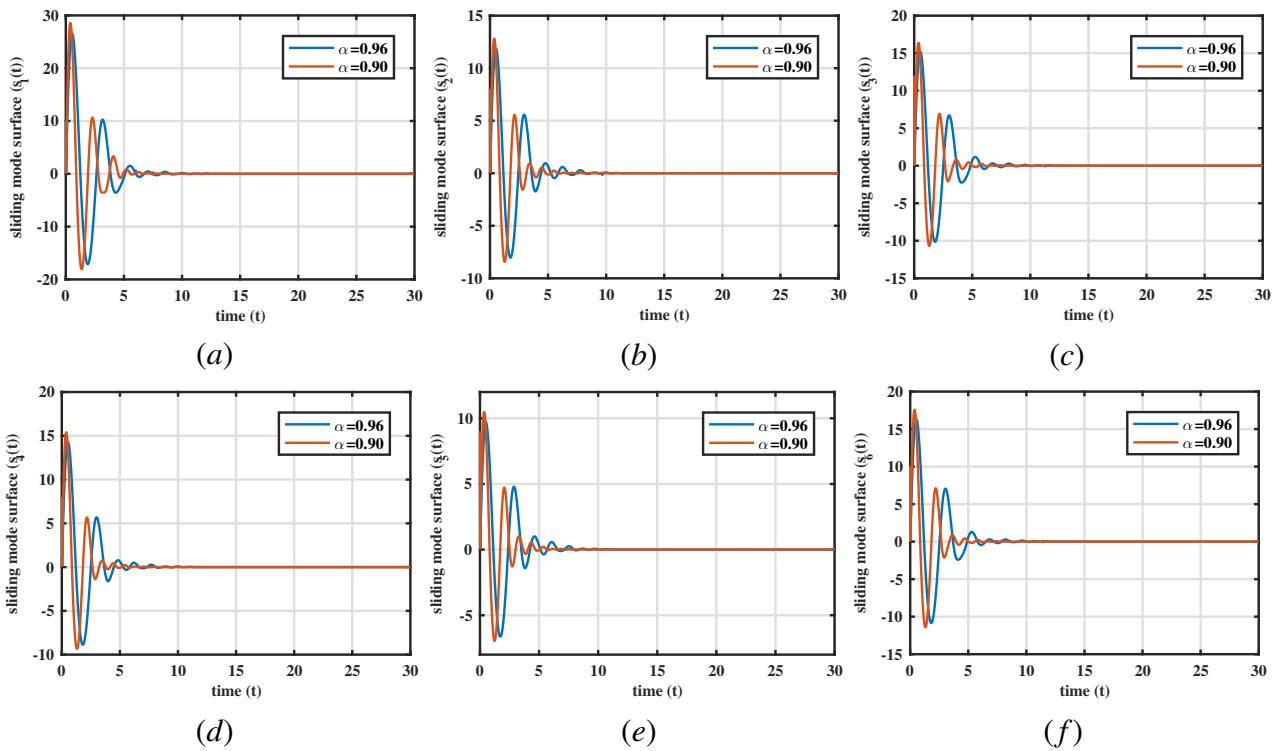 30
20
10
0
-10
-20
sliding mode surface (s1(t))
α=0.96
α=0.90
0 5 10 15 20 25 30
time (t)
(a)
15
10
5
0
-5
-10
sliding mode surface (s2(t))
α=0.96
α=0.90
0 5 10 15 20 25 30
time (t)
(b)
20
15
10
5
0
-5
-10
-15
sliding mode surface (s3(t))
α=0.96
α=0.90
0 5 10 15 20 25 30
time (t)
(c)
20
15
10
5
0
-5
-10
sliding mode surface (s4(t))
α=0.96
α=0.90
0 5 10 15 20 25 30
time (t)
(d)
10
5
0
-5
sliding mode surface (s5(t))
α=0.96
α=0.90
0 5 10 15 20 25 30
time (t)
(e)
20
15
10
5
0
-5
-10
-15
sliding mode surface (s6(t))
α=0.96
α=0.90
0 5 10 15 20 25 30
time (t)
(f)